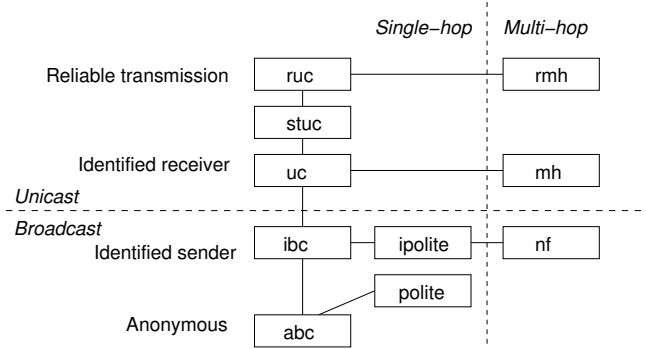 Single−hop Multi−hop
Reliable transmission ruc rmh
stuc
Identified receiver uc mh
Unicast
Broadcast
Identified sender ibc ipolite nf
polite
Anonymous abc